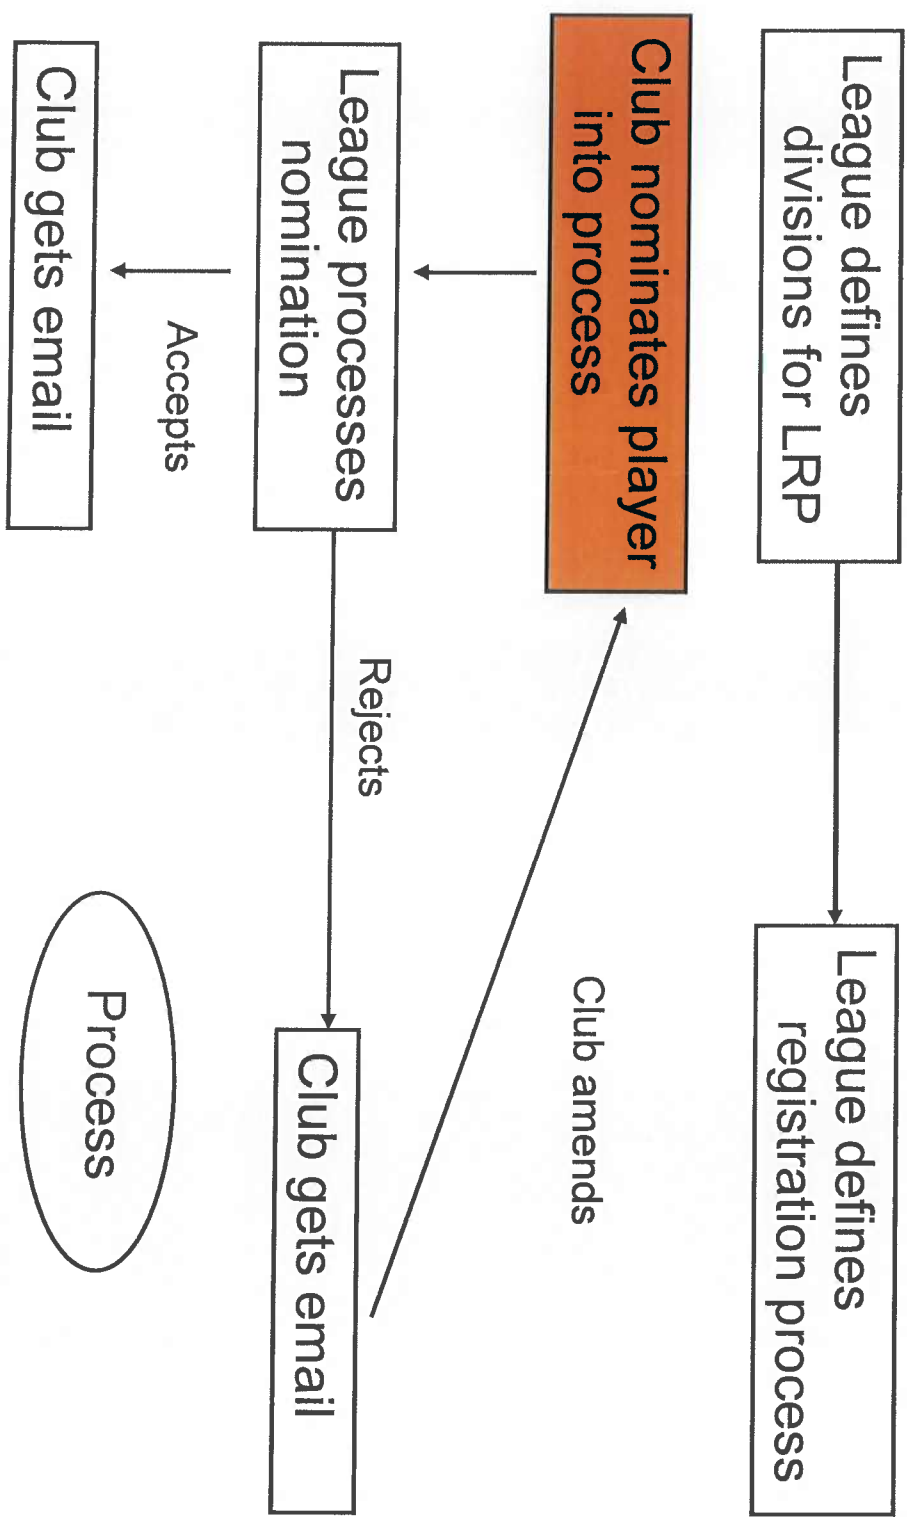 League defines
divisions for LRP
League defines
registration process
Club nominates player
into process
Club amends
League processes
nomination
Rejects
Club gets email
Accepts
Club gets email
Process